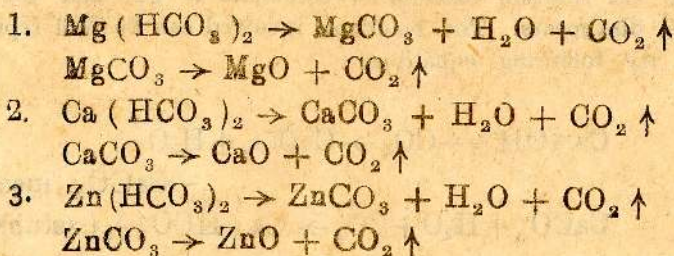 1. Mg(HCO₃)₂ → MgCO₃ + H₂O + CO₂ ↑
MgCO₃ → MgO + CO₂ ↑
2. Ca(HCO₃)₂ → CaCO₃ + H₂O + CO₂ ↑
CaCO₃ → CaO + CO₂ ↑
3. Zn(HCO₃)₂ → ZnCO₃ + H₂O + CO₂ ↑
ZnCO₃ → ZnO + CO₂ ↑